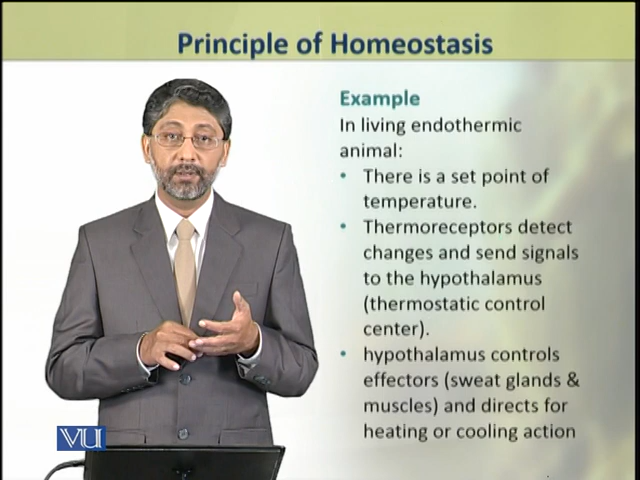 Principle of Homeostasis
Example
In living endothermic
animal:
• There is a set point of
temperature.
• Thermoreceptors detect
changes and send signals
to the hypothalamus
(thermostatic control
center).
• hypothalamus controls
effectors (sweat glands &
muscles) and directs for
heating or cooling action
VU